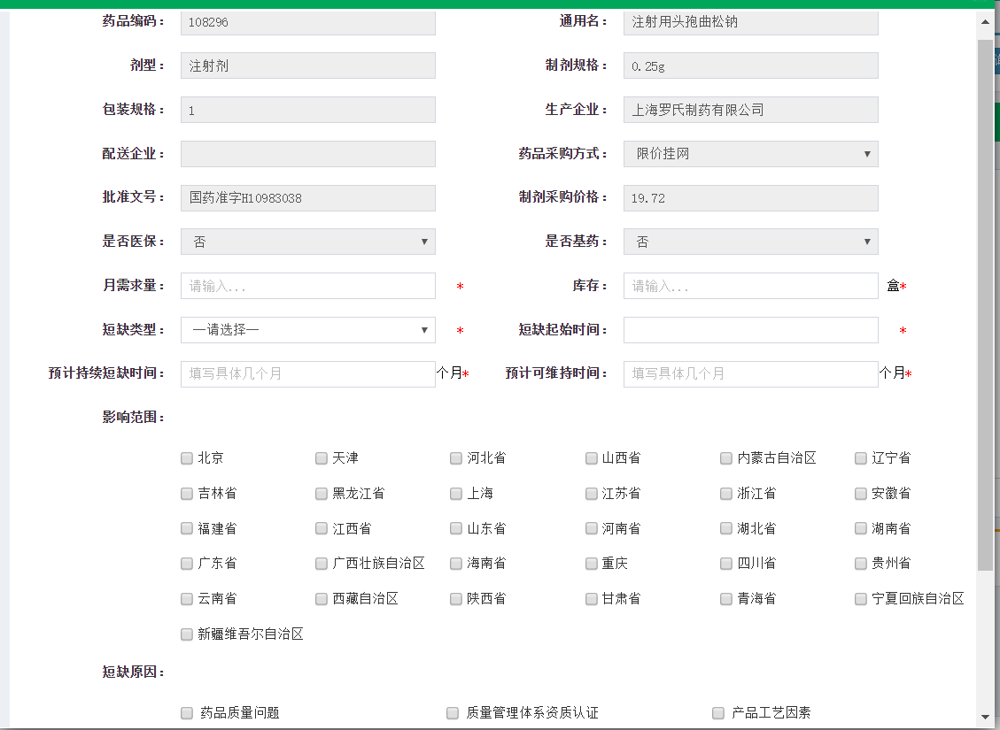 药品编码： 108296 通用名： 注射用头孢曲松钠
剂型： 注射剂 制剂规格： 0.25g
包装规格： 1 生产企业： 上海罗氏制药有限公司
配送企业： 药品采购方式： 限价挂网
批准文号： 国药准字H10983038 制剂采购价格： 19.72
是否医保： 否 是否基药： 否
月需求量： 请输入... * 库存： 请输入... 盒*
短缺类型： —请选择— * 短缺起始时间： *
预计持续短缺时间： 填写具体几个月 个月* 预计可维持时间： 填写具体几个月 个月*
影响范围：
北京 天津 河北省 山西省 内蒙古自治区 辽宁省
吉林省 黑龙江省 上海 江苏省 浙江省 安徽省
福建省 江西省 山东省 河南省 湖北省 湖南省
广东省 广西壮族自治区 海南省 重庆 四川省 贵州省
云南省 西藏自治区 陕西省 甘肃省 青海省 宁夏回族自治区
新疆维吾尔自治区
短缺原因：
药品质量问题 质量管理体系资质认证 产品工艺因素